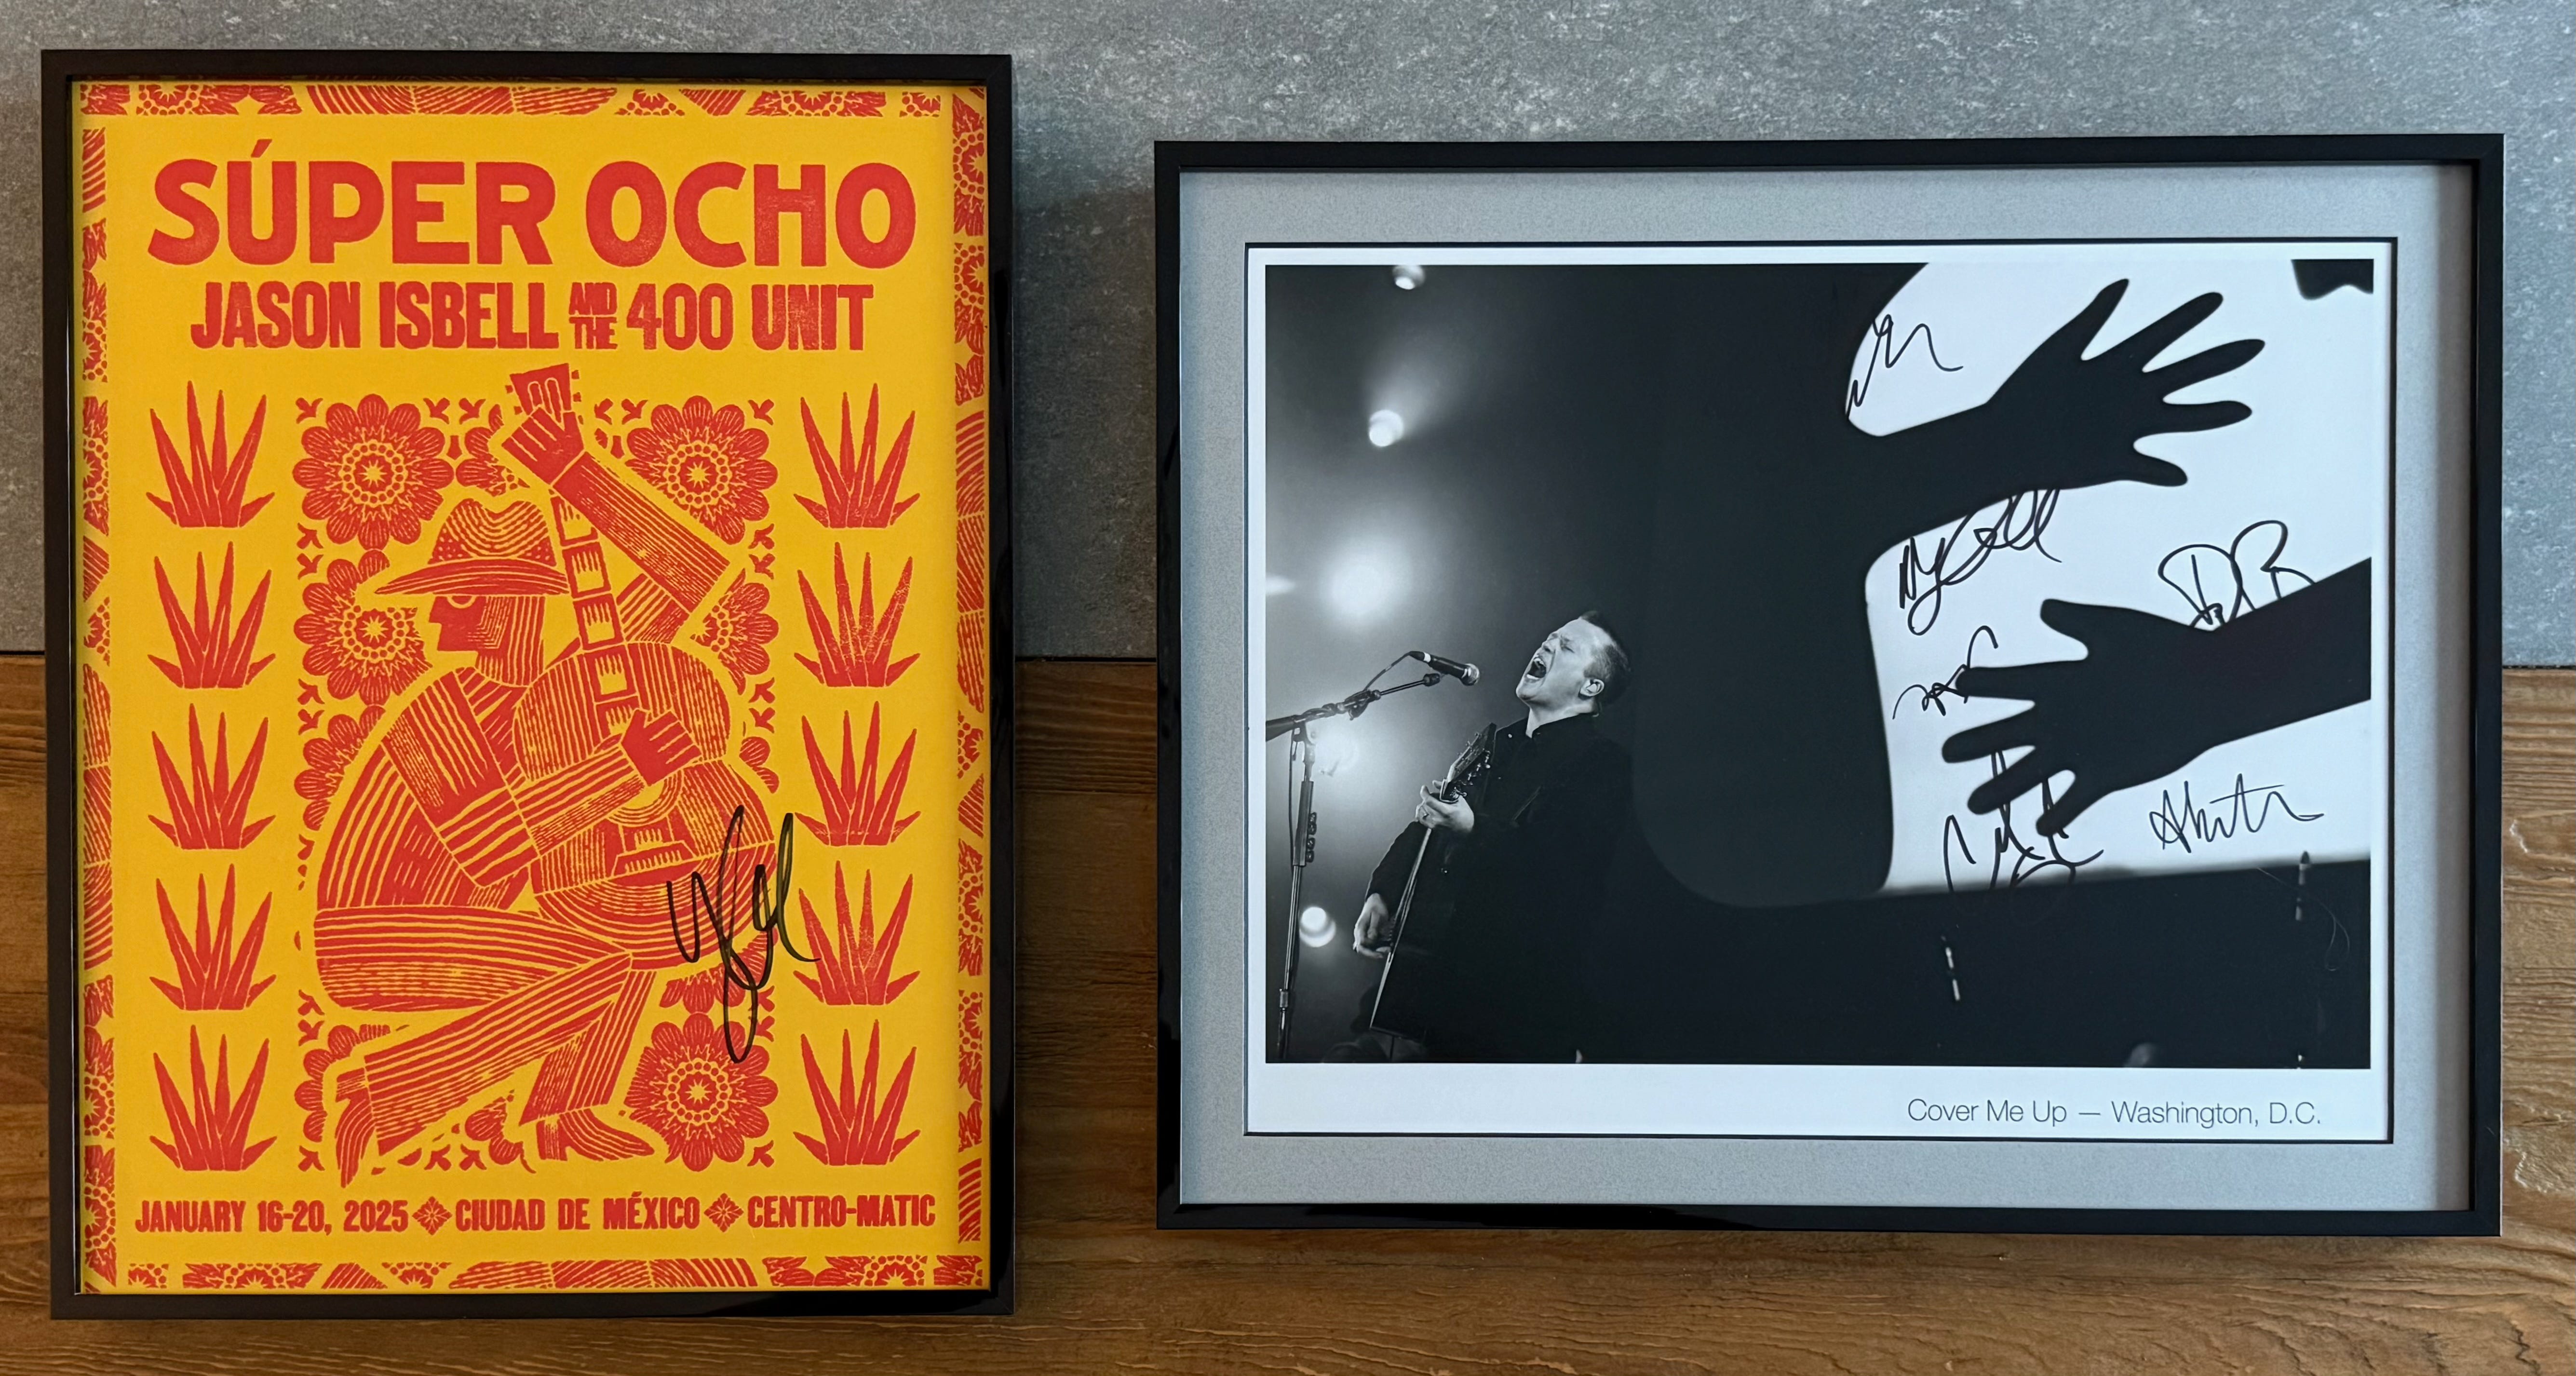 SÚPER OCHO
JASON ISBELL AND THE 400 UNIT
JANUARY 16-20, 2025 CIUDAD DE MÉXICO CENTRO-MATIC
Cover Me Up — Washington, D.C.